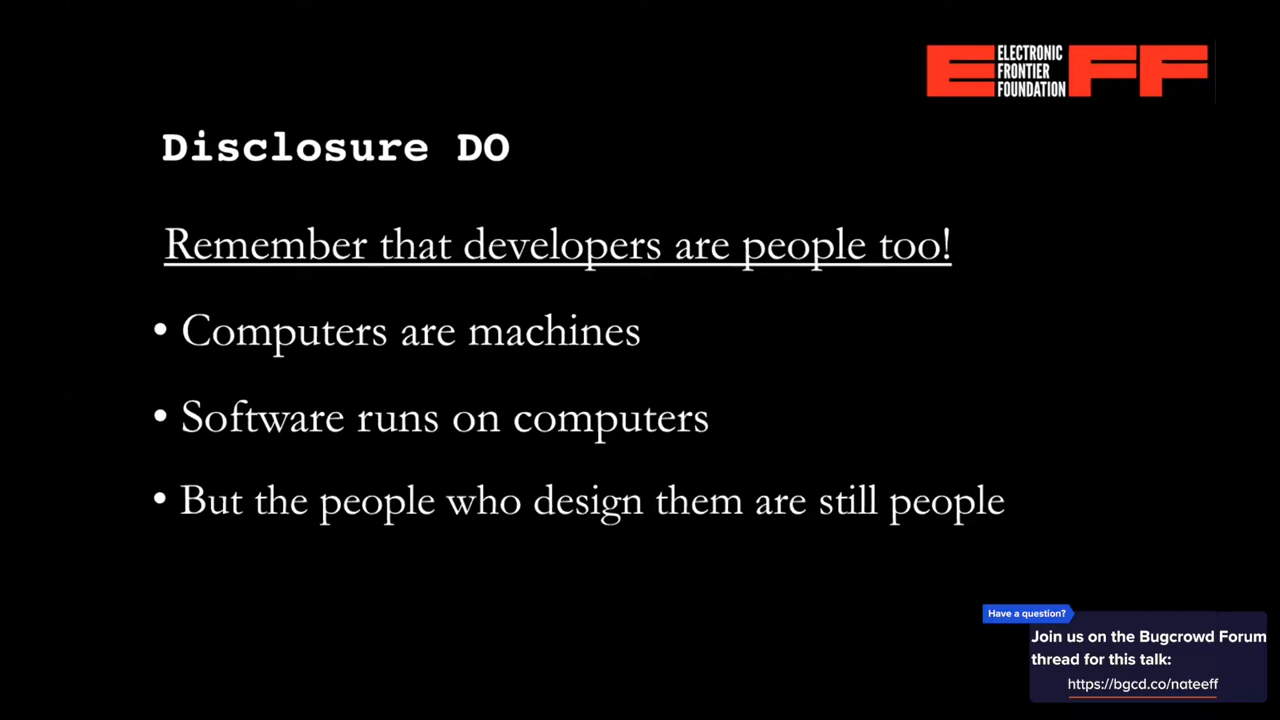 EFF
ELECTRONIC
FRONTIER
FOUNDATION
Disclosure DO
Remember that developers are people too!
• Computers are machines
• Software runs on computers
• But the people who design them are still people
Have a question?
Join us on the Bugcrowd Forum
thread for this talk:
https://bgcd.co/nateeff